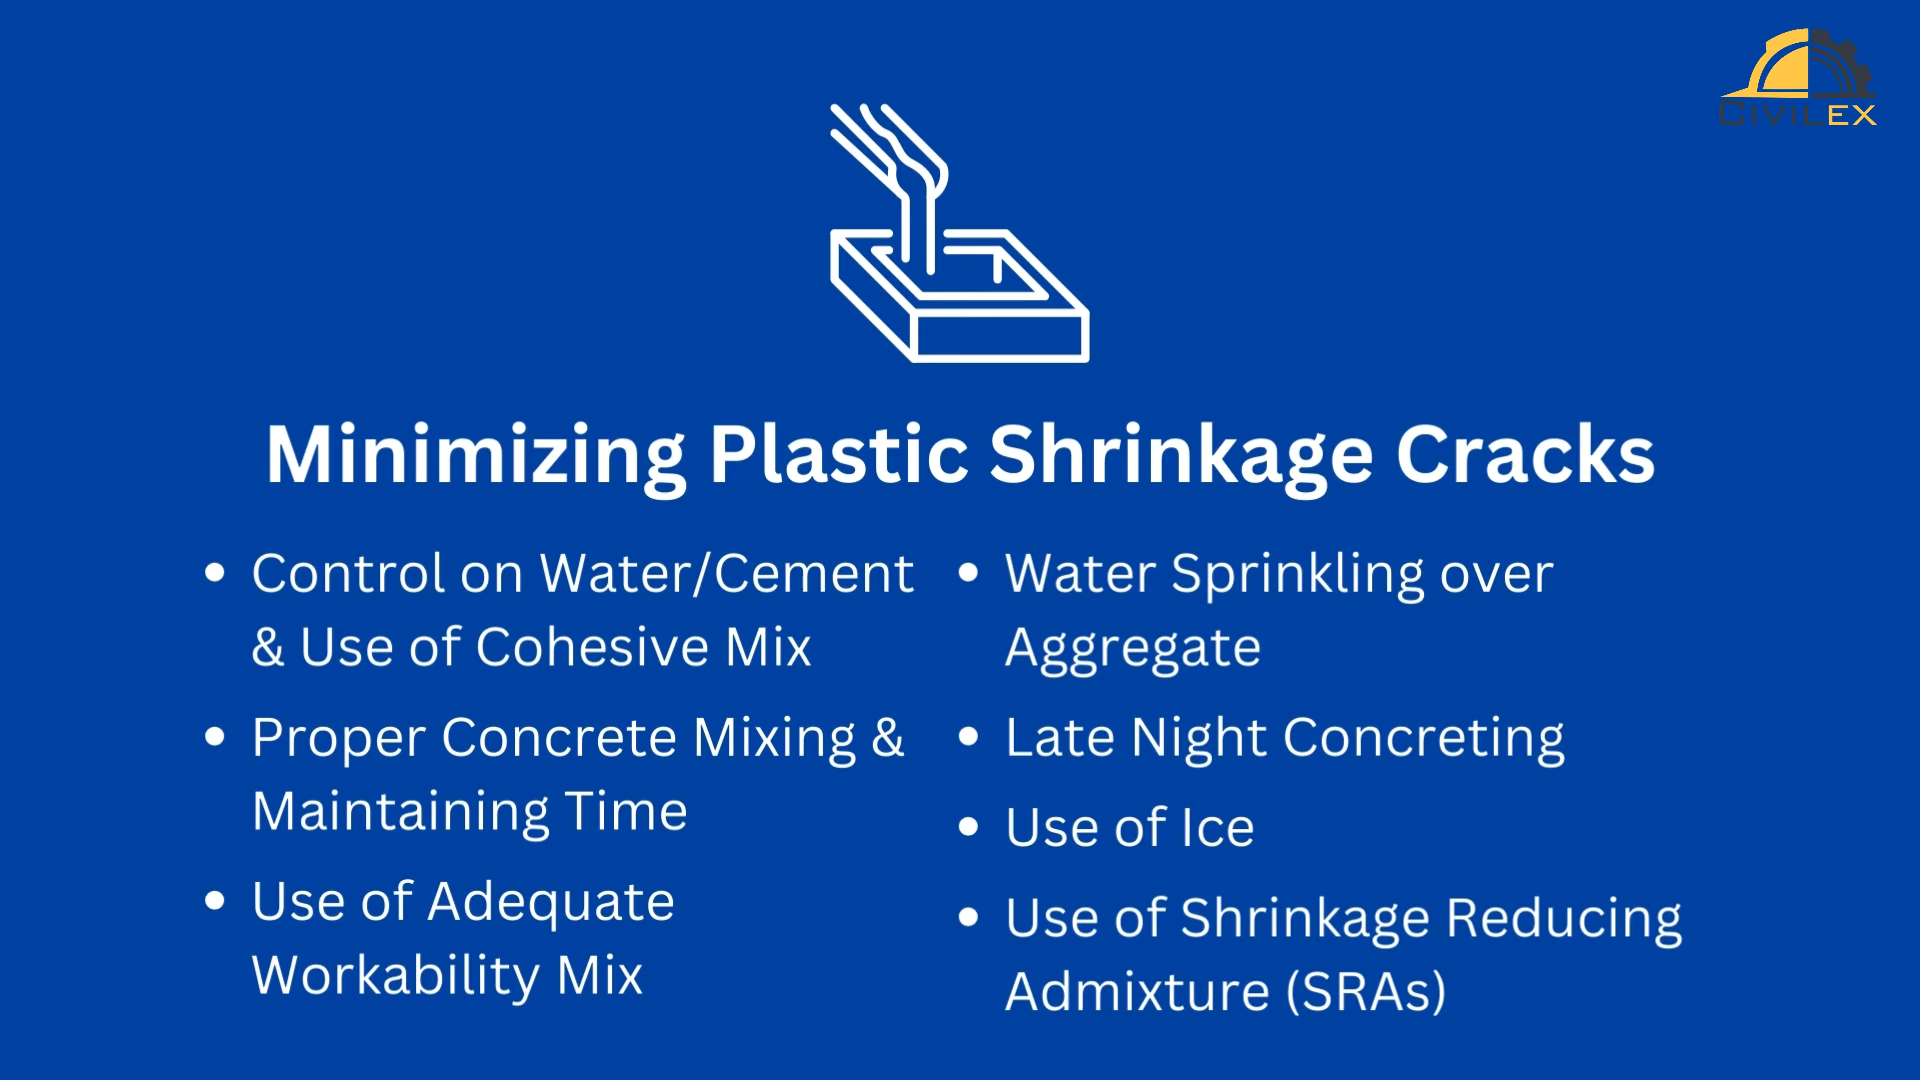 CIVILEX
Minimizing Plastic Shrinkage Cracks
• Control on Water/Cement
& Use of Cohesive Mix
• Proper Concrete Mixing &
Maintaining Time
• Use of Adequate
Workability Mix
• Water Sprinkling over
Aggregate
• Late Night Concreting
• Use of Ice
• Use of Shrinkage Reducing
Admixture (SRAs)